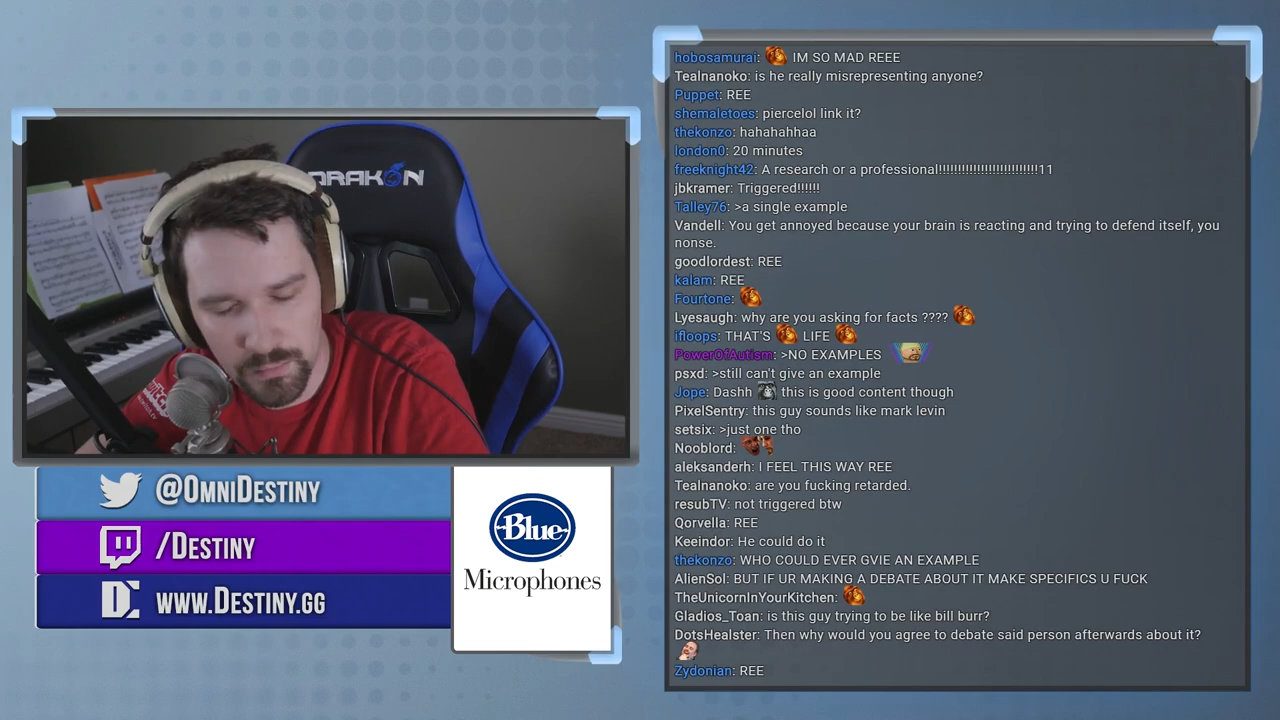 DRAKON
@OmniDestiny
/Destiny
www.Destiny.gg
Blue
Microphones
hobosamurai: IM SO MAD REEE
Tealnanoko: is he really misrepresenting anyone?
Puppet: REE
shemaletoes: piercelol link it?
thekonzo: hahahahhaa
london0: 20 minutes
freeknight42: A research or a professional!!!!!!!!!!!!!!!!!!!!!!!!!!11
jbkramer: Triggered!!!!!!
Talley76: >a single example
Vandell: You get annoyed because your brain is reacting and trying to defend itself, you
nonse.
goodlordest: REE
kalam: REE
Fourtone:
Lyesaugh: why are you asking for facts ????
ifloops: THAT'S LIFE
PowerOfAutism: >NO EXAMPLES
psxd: >still can't give an example
Jope: Dashh this is good content though
PixelSentry: this guy sounds like mark levin
setsix: >just one tho
Nooblord:
aleksanderh: I FEEL THIS WAY REE
Tealnanoko: are you fucking retarded.
resubTV: not triggered btw
Qorvella: REE
Keeindor: He could do it
thekonzo: WHO COULD EVER GVIE AN EXAMPLE
AlienSol: BUT IF UR MAKING A DEBATE ABOUT IT MAKE SPECIFICS U FUCK
TheUnicornInYourKitchen:
Gladios_Toan: is this guy trying to be like bill burr?
DotsHealster: Then why would you agree to debate said person afterwards about it?
Zydonian: REE